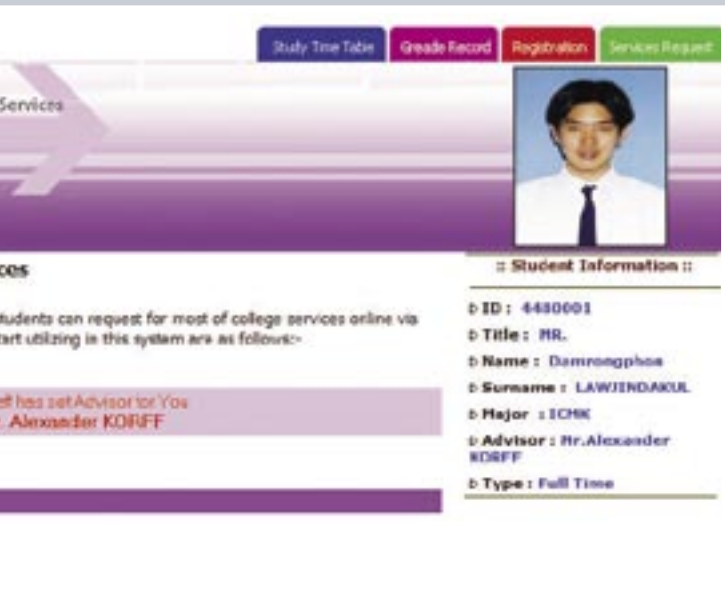 Study Time Table Greade Record Registration Services Request
Services
:: Student Information ::
ces
tudents can request for most of college services online via
tart utilizing in this system are as follows:-
ID : 4480001
Title : MR.
Name : Damrongphon
Surname : LAWJINDAKUL
Major : ICMK
Advisor : Mr.Alexander
KORFF
Type : Full Time
has set Advisor for You
Alexander KORFF